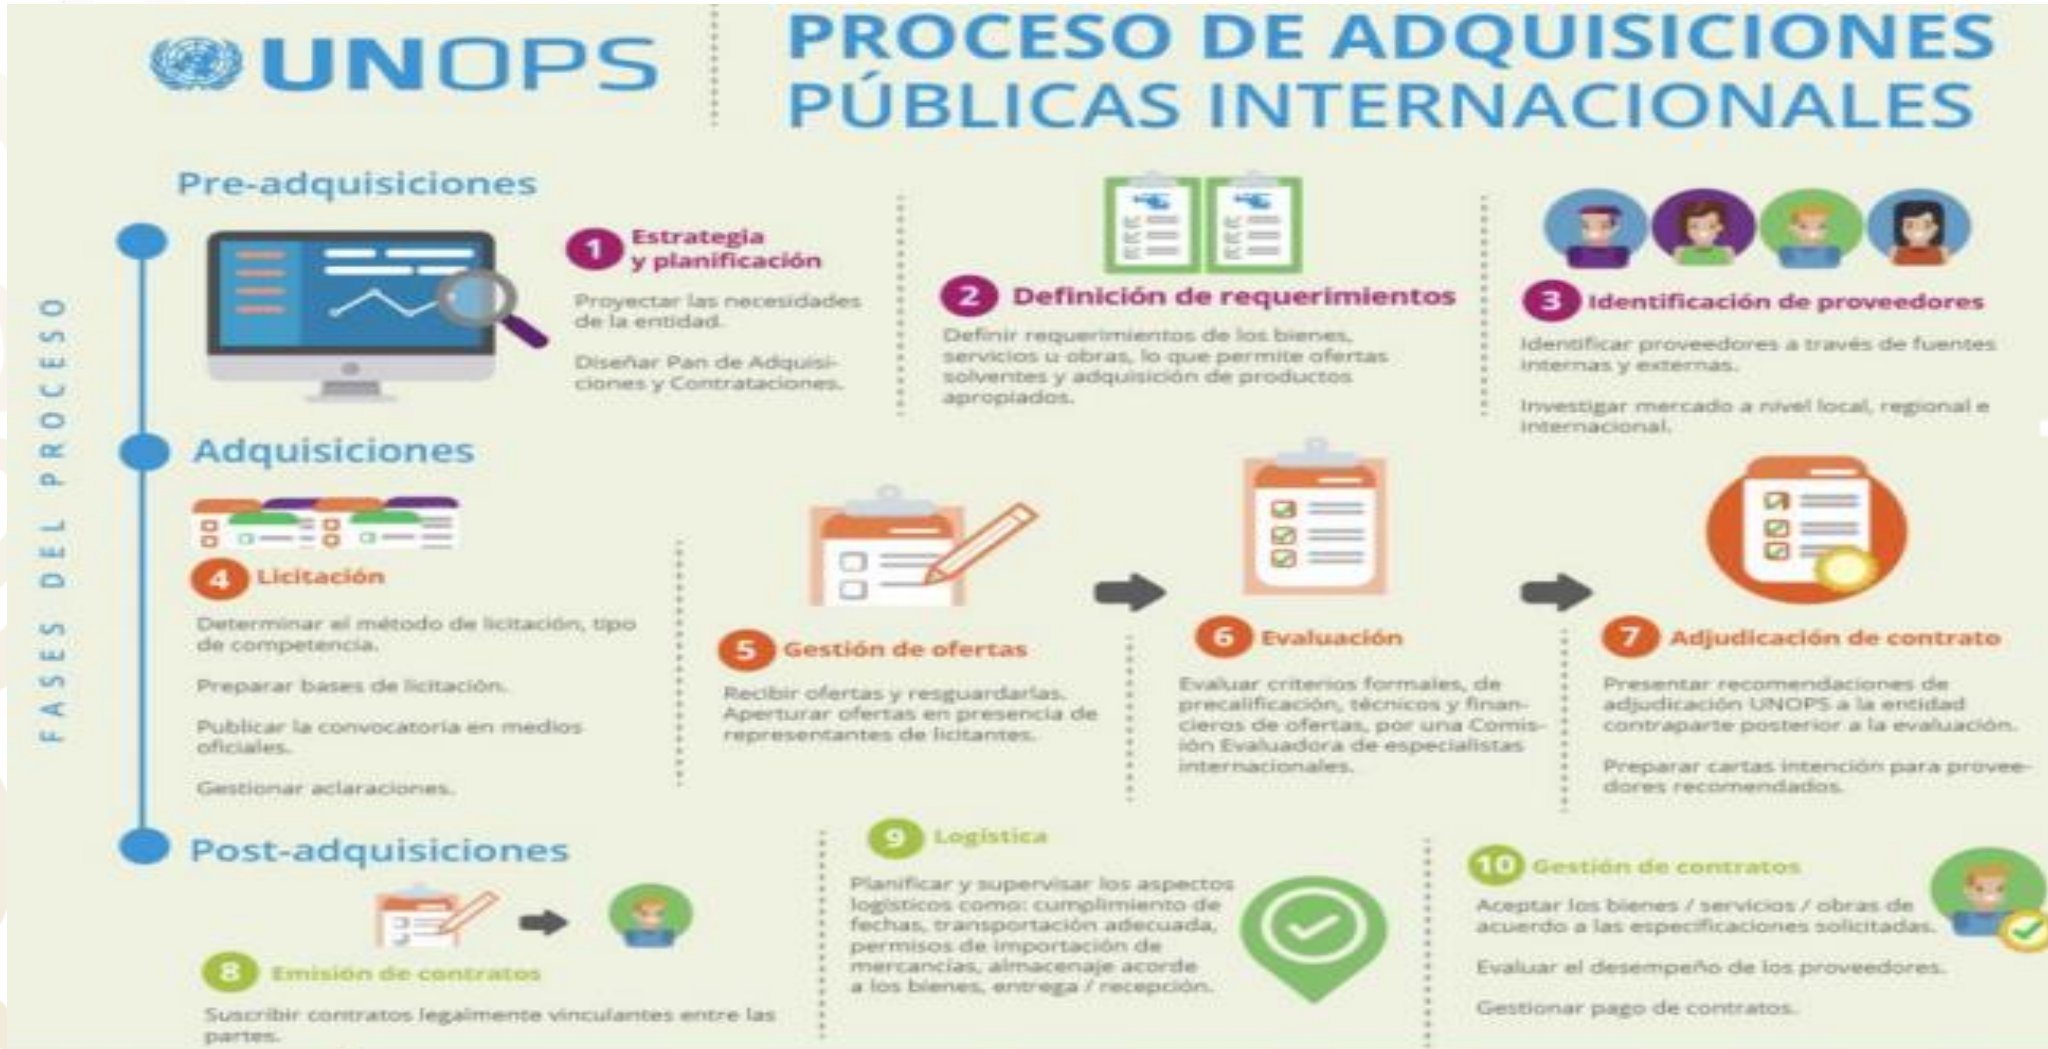 UNOPS
PROCESO DE ADQUISICIONES
PÚBLICAS INTERNACIONALES
FASES DEL PROCESO
Pre-adquisiciones
1 Estrategia
y planificación
Proyectar las necesidades
de la entidad.
Diseñar Pan de Adquisi-
ciones y Contrataciones.
2 Definición de requerimientos
Definir requerimientos de los bienes,
servicios u obras, lo que permite ofertas
solventes y adquisición de productos
apropiados.
3 Identificación de proveedores
Identificar proveedores a través de fuentes
internas y externas.
Investigar mercado a nivel local, regional e
internacional.
Adquisiciones
4 Licitación
Determinar el método de licitación, tipo
de competencia.
Preparar bases de licitación.
Publicar la convocatoria en medios
oficiales.
Gestionar aclaraciones.
5 Gestión de ofertas
Recibir ofertas y resguardarlas.
Aperturar ofertas en presencia de
representantes de licitantes.
6 Evaluación
Evaluar criterios formales, de
precalificación, técnicos y finan-
cieros de ofertas, por una Comis-
ión Evaluadora de especialistas
internacionales.
7 Adjudicación de contrato
Presentar recomendaciones de
adjudicación UNOPS a la entidad
contraparte posterior a la evaluación.
Preparar cartas intención para provee-
dores recomendados.
Post-adquisiciones
8 Emisión de contratos
Suscribir contratos legalmente vinculantes entre las
partes.
9 Logística
Planificar y supervisar los aspectos
logísticos como: cumplimiento de
fechas, transportación adecuada,
permisos de importación de
mercancías, almacenaje acorde
a los bienes, entrega / recepción.
10 Gestión de contratos
Aceptar los bienes / servicios / obras de
acuerdo a las especificaciones solicitadas.
Evaluar el desempeño de los proveedores.
Gestionar pago de contratos.